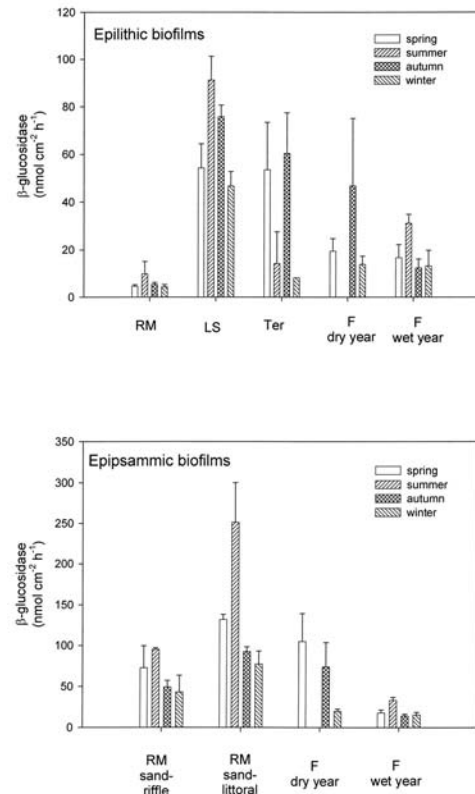 Epilithic biofilms
spring
summer
autumn
winter
β-glucosidase
(nmol cm⁻² h⁻¹)
120
100
80
60
40
20
0
RM
LS
Ter
F
dry year
F
wet year
Epipsammic biofilms
spring
summer
autumn
winter
β-glucosidase
(nmol cm⁻² h⁻¹)
350
300
250
200
150
100
50
0
RM
sand-
riffle
RM
sand-
littoral
F
dry year
F
wet year